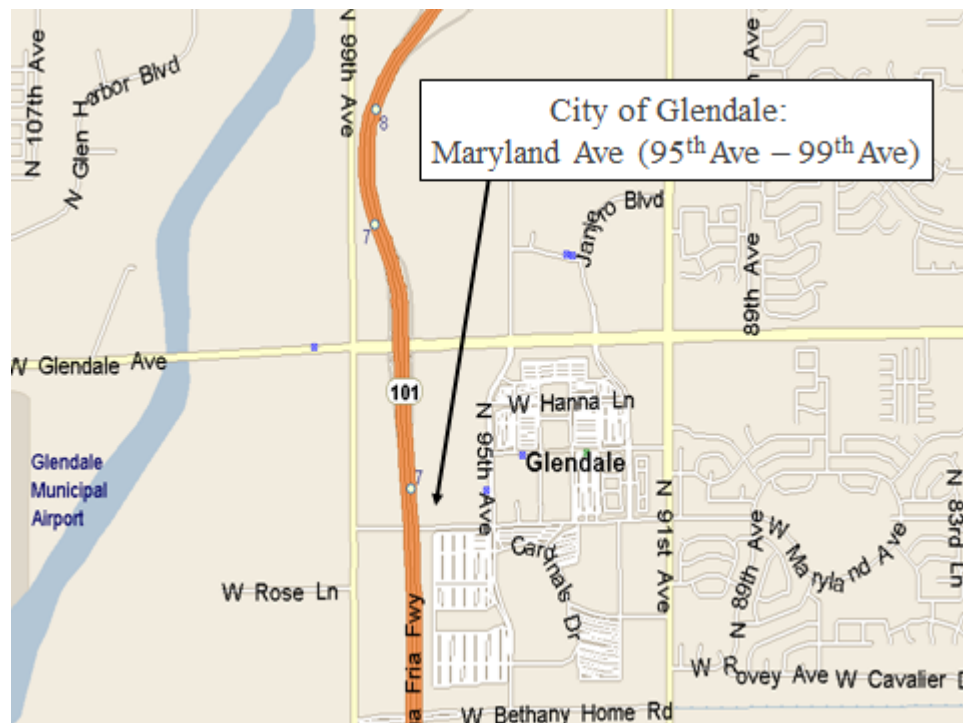 N 107th Ave
N Glen Harbor Blvd
N 99th Ave
8
7
City of Glendale:
Maryland Ave (95th Ave – 99th Ave)
Janjero Blvd
89th Ave
W Glendale Ave
101
W Hanna Ln
N 95th Ave
Glendale
Glendale
Municipal
Airport
7
N 91st Ave
N 89th Ave
W Maryland Ave
N 83rd Ln
Cardinals Dr
W Rose Ln
Fria Fwy
W Rovey Ave
W Cavalier
W Bethany Home Rd